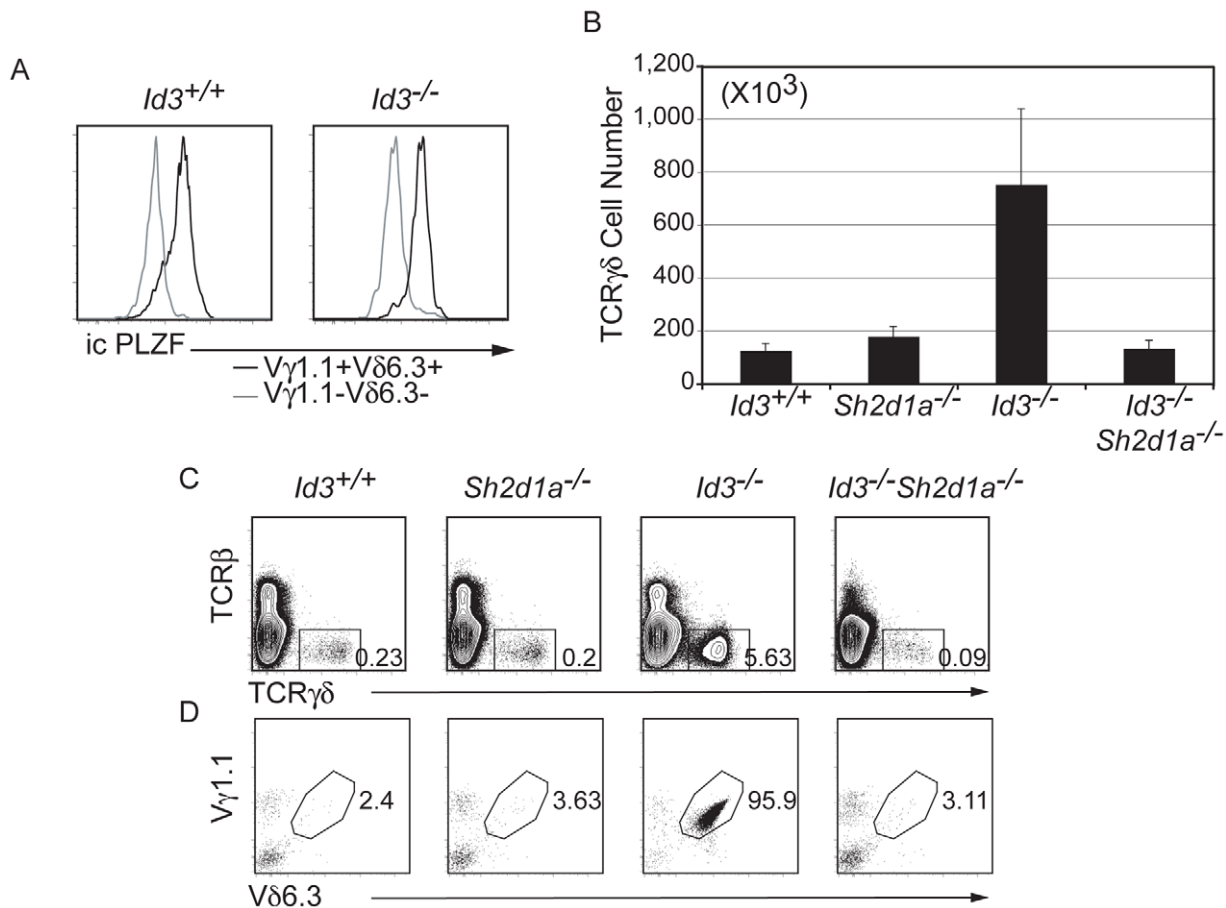 A
Id3+/+
Id3-/-
ic PLZF
Vγ1.1+Vδ6.3+
Vγ1.1-Vδ6.3-
B
TCRγδ Cell Number
(X10³)
1,200
1,000
800
600
400
200
0
Id3+/+
Sh2d1a-/-
Id3-/-
Id3-/-
Sh2d1a-/-
C
Id3+/+
Sh2d1a-/-
Id3-/-
Id3-/-Sh2d1a-/-
TCRβ
0.23
0.2
5.63
0.09
TCRγδ
D
Vγ1.1
2.4
3.63
95.9
3.11
Vδ6.3